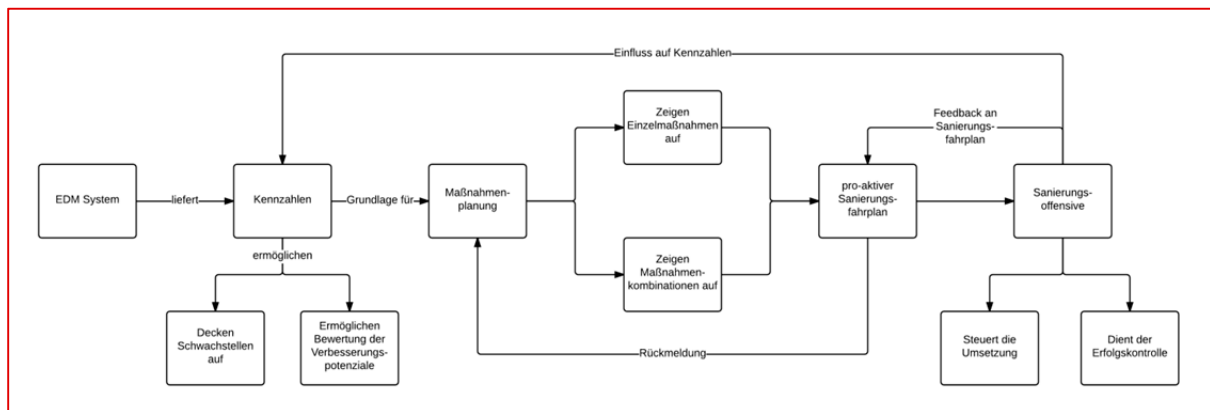 Einfluss auf Kennzahlen
Zeigen
Einzelmaßnahmen
auf
Feedback an
Sanierungs-
fahrplan
EDM System
liefert
Kennzahlen
Grundlage für
Maßnahmen-
planung
pro-aktiver
Sanierungs-
fahrplan
Sanierungs-
offensive
ermöglichen
Zeigen
Maßnahmen-
kombinationen auf
Decken
Schwachstellen
auf
Ermöglichen
Bewertung der
Verbesserungs-
potenziale
Rückmeldung
Steuert die
Umsetzung
Dient der
Erfolgskontrolle